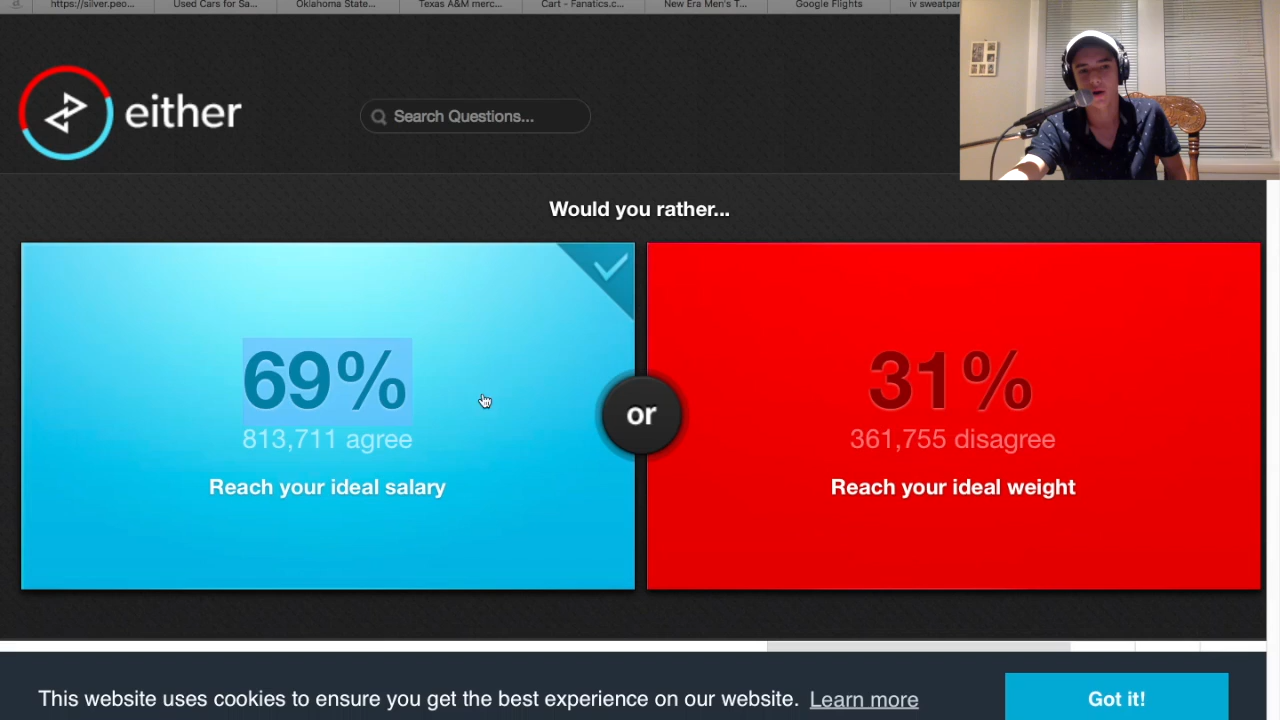 https://silver.peo...
Used Cars for Sa...
Oklahoma State...
Texas A&M merc...
Cart - Fanatics.c...
New Era Men's T...
Google Flights
iv sweatpar
either
Search Questions...
Would you rather...
69%
813,711 agree
Reach your ideal salary
or
31%
361,755 disagree
Reach your ideal weight
This website uses cookies to ensure you get the best experience on our website. Learn more
Got it!